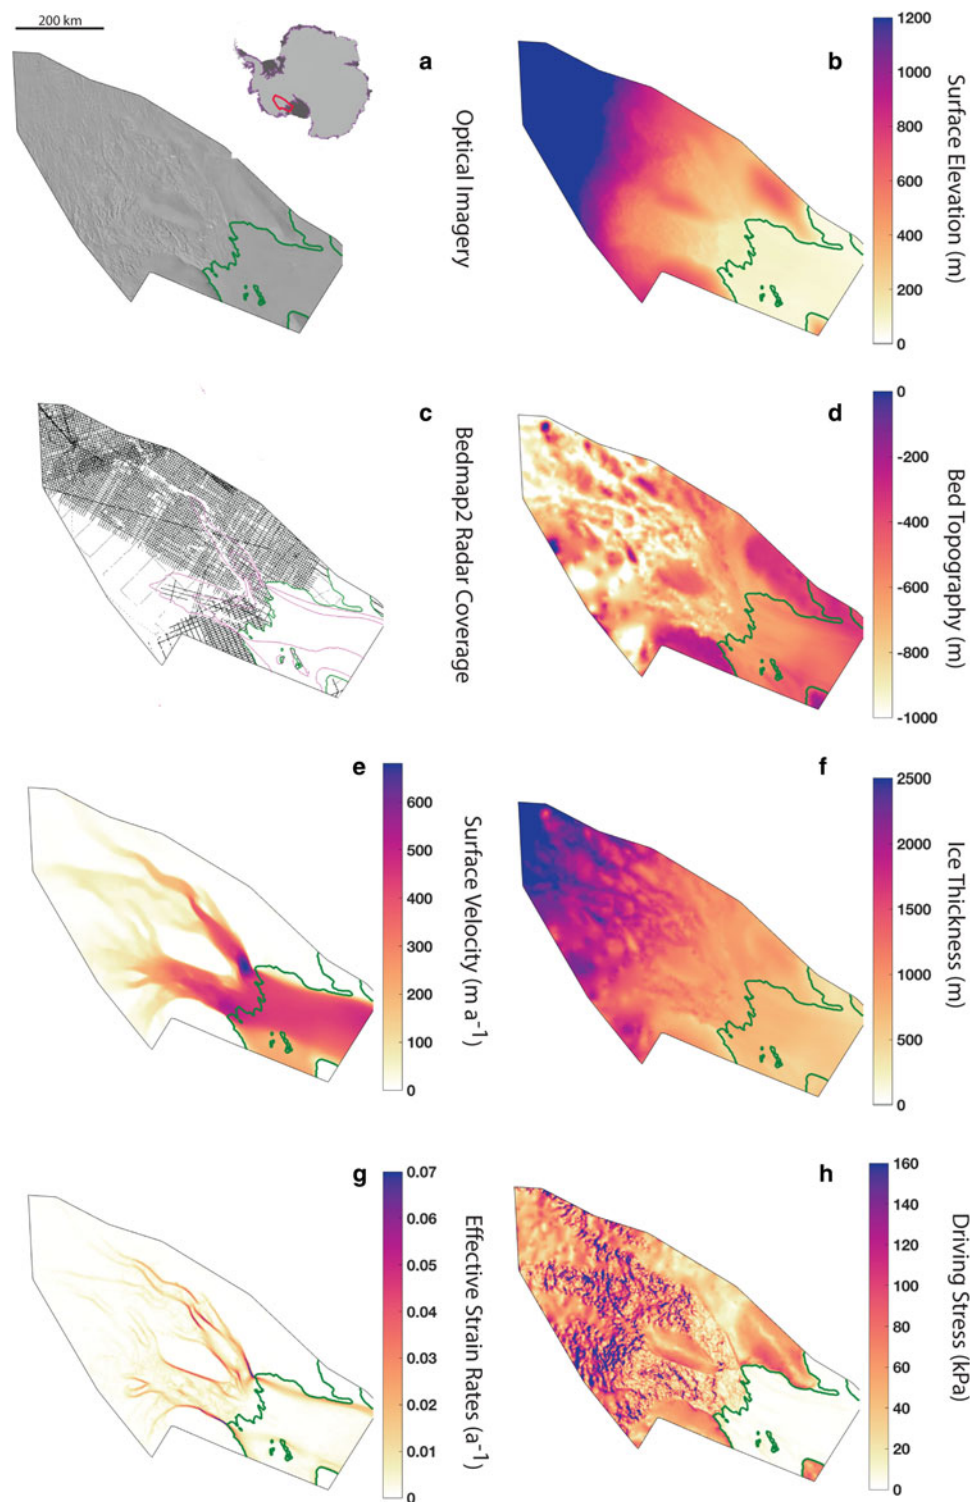 200 km
a
Optical Imagery
b
1200
1000
800
600
400
200
0
Surface Elevation (m)
c
Bedmap2 Radar Coverage
d
0
-200
-400
-600
-800
-1000
Bed Topography (m)
e
600
500
400
300
200
100
0
Surface Velocity (m a⁻¹)
f
2500
2000
1500
1000
500
0
Ice Thickness (m)
g
0.07
0.06
0.05
0.04
0.03
0.02
0.01
0
Effective Strain Rates (a⁻¹)
h
160
140
120
100
80
60
40
20
0
Driving Stress (kPa)